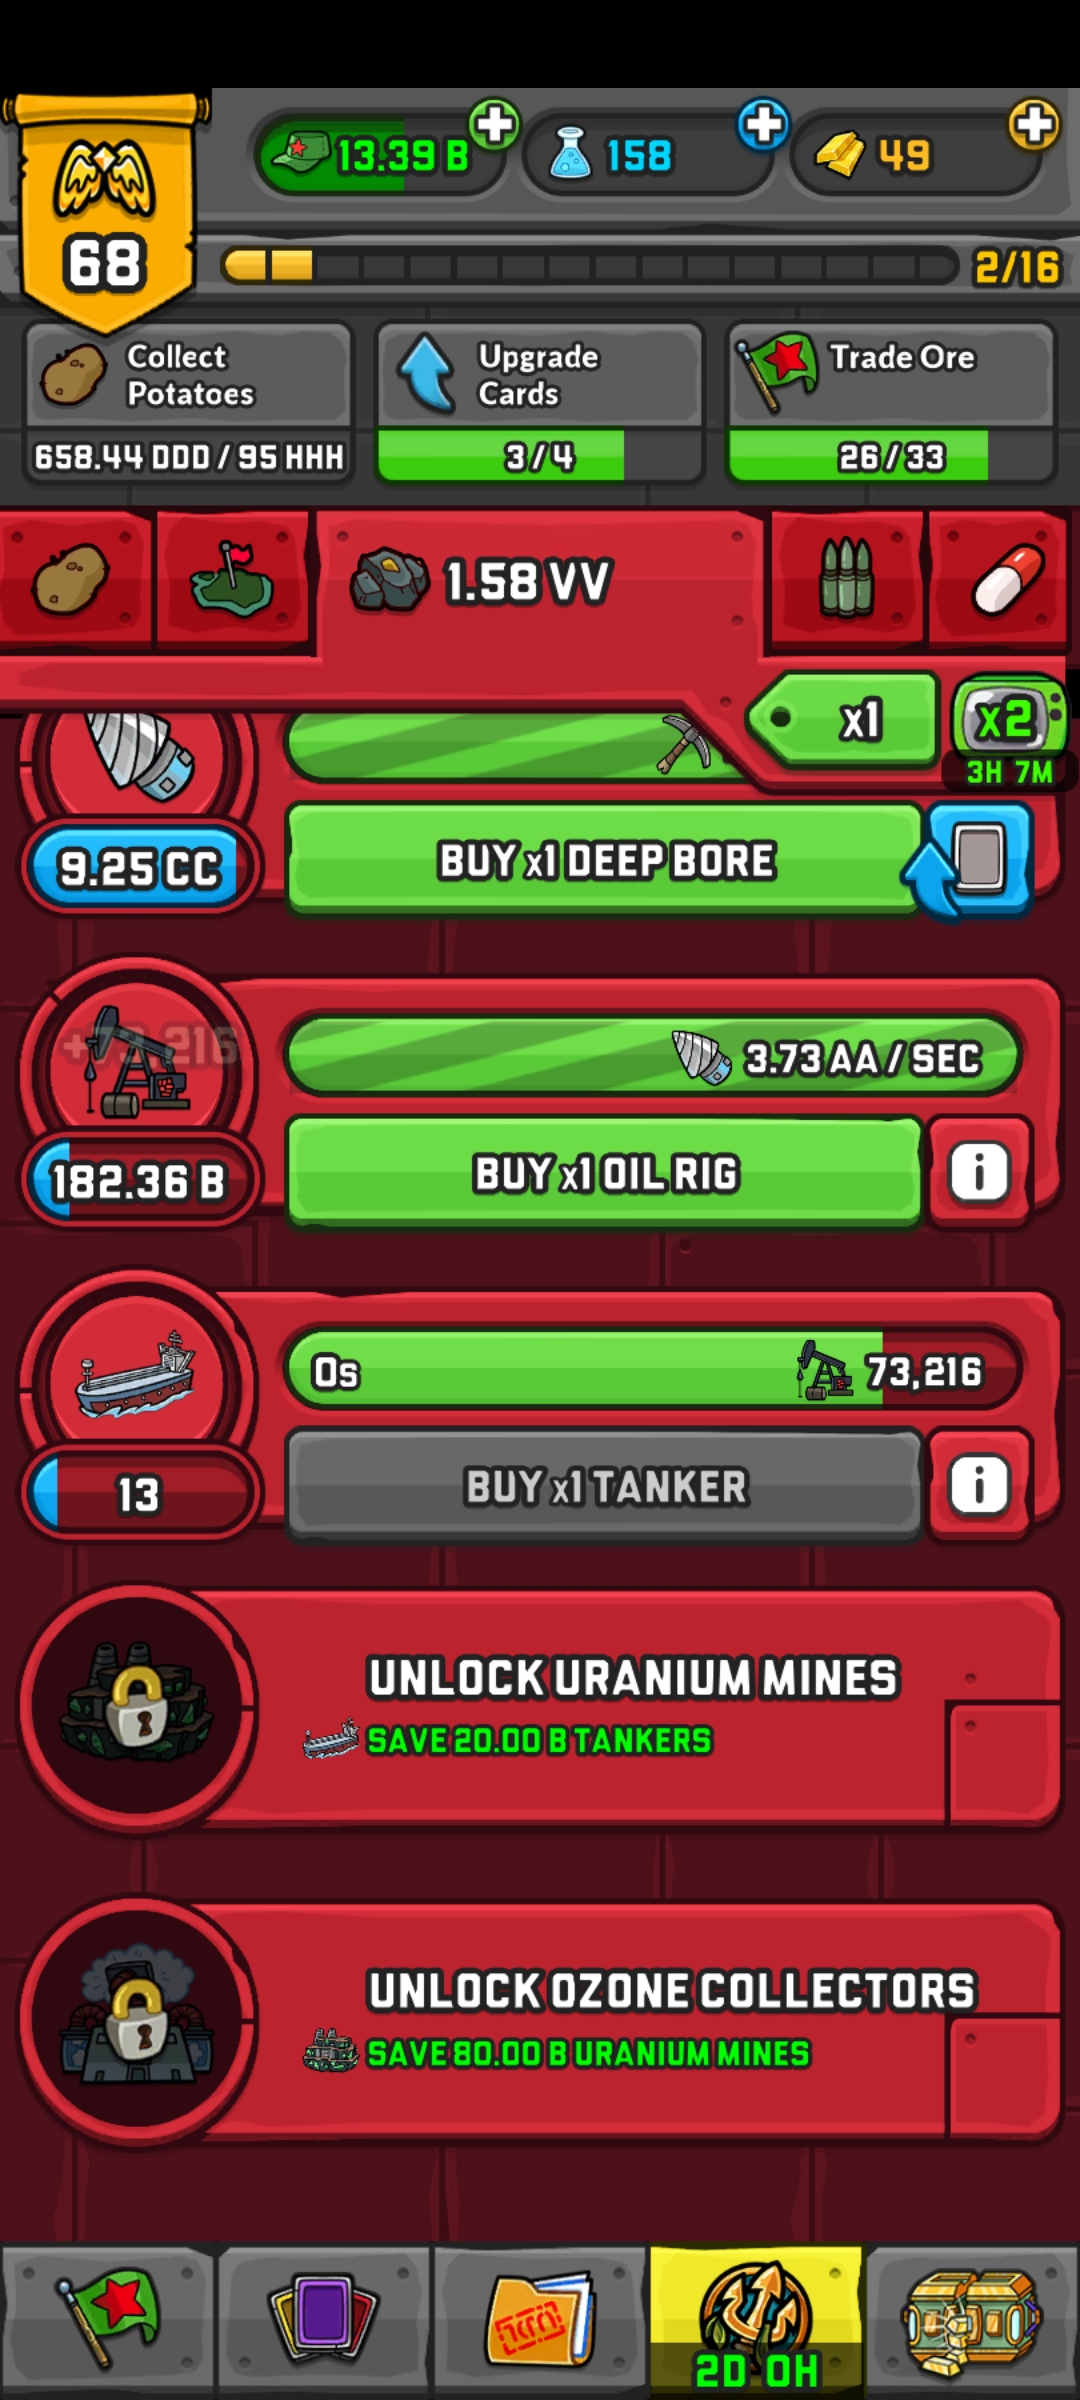 13.39 B
158
49
68
2/16
Collect
Potatoes
658.44 DDD / 95 HHH
Upgrade
Cards
3/4
Trade Ore
26/33
1.58 VV
x1
x2
3H 7M
9.25 CC
BUY x1 DEEP BORE
+73,216
3.73 AA / SEC
182.36 B
BUY x1 OIL RIG
0s
73,216
13
BUY x1 TANKER
UNLOCK URANIUM MINES
SAVE 20.00 B TANKERS
UNLOCK OZONE COLLECTORS
SAVE 80.00 B URANIUM MINES
2D 0H